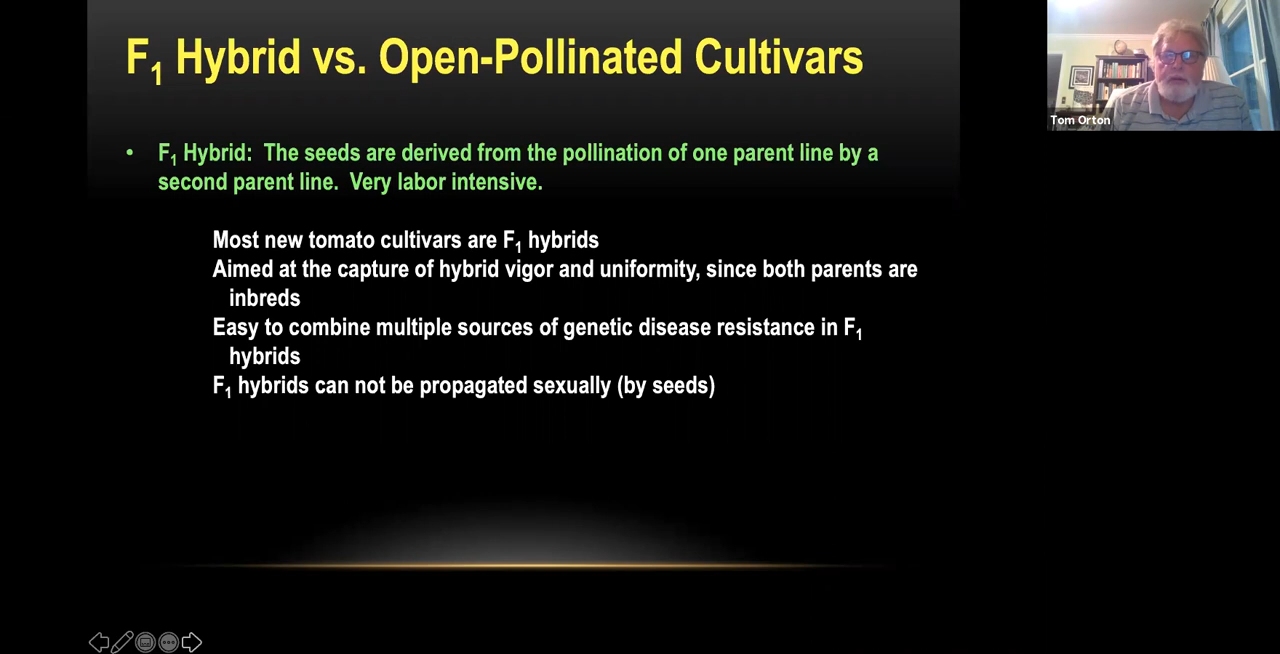 F₁ Hybrid vs. Open-Pollinated Cultivars
Tom Orton
• F₁ Hybrid:  The seeds are derived from the pollination of one parent line by a
second parent line.  Very labor intensive.
Most new tomato cultivars are F₁ hybrids
Aimed at the capture of hybrid vigor and uniformity, since both parents are
inbreds
Easy to combine multiple sources of genetic disease resistance in F₁
hybrids
F₁ hybrids can not be propagated sexually (by seeds)